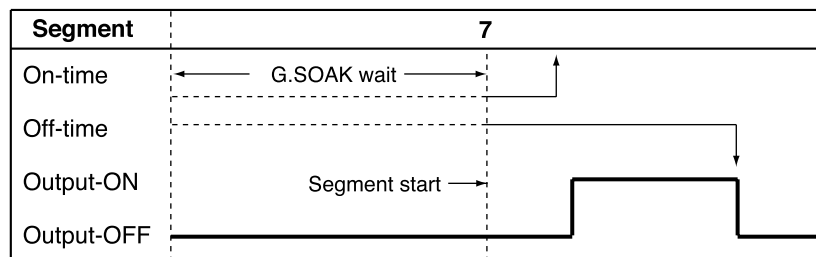 Segment 7
On-time G.SOAK wait
Off-time
Output-ON Segment start
Output-OFF